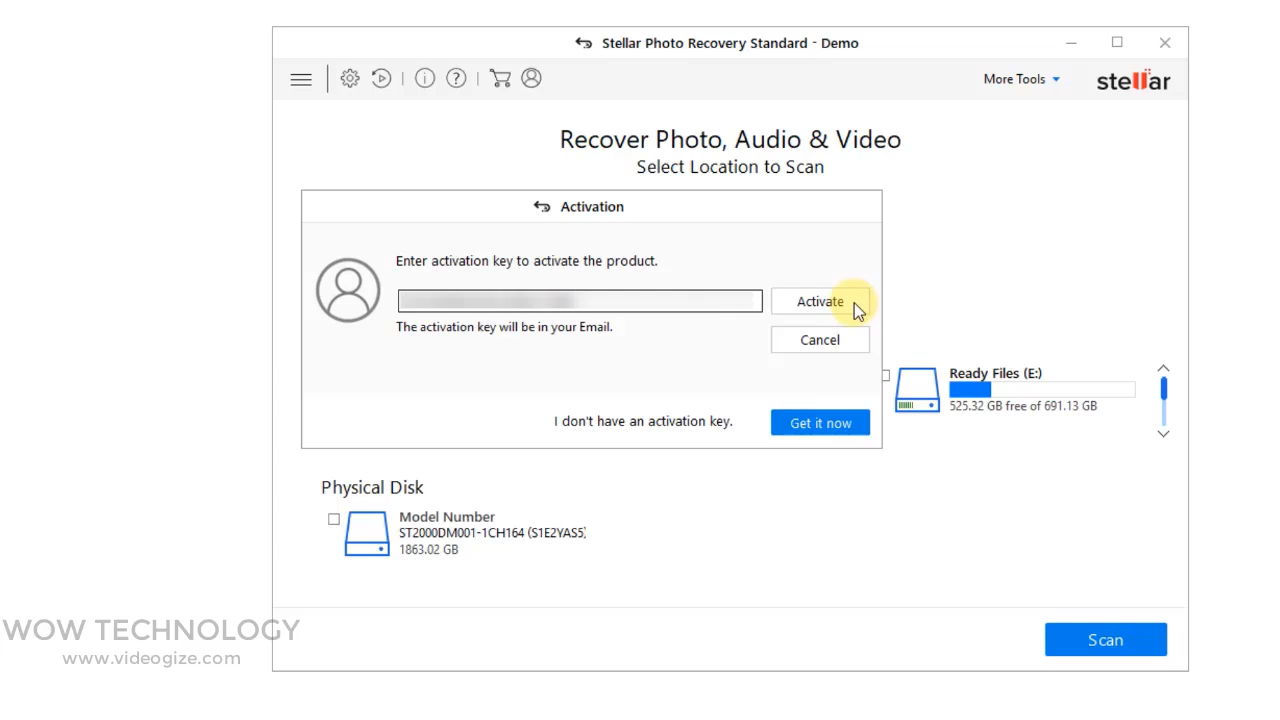 Stellar Photo Recovery Standard - Demo
More Tools
stellar
Recover Photo, Audio & Video
Select Location to Scan
Activation
Enter activation key to activate the product.
Activate
The activation key will be in your Email.
Cancel
Ready Files (E:)
525.32 GB free of 691.13 GB
I don't have an activation key.
Get it now
Physical Disk
Model Number
ST2000DM001-1CH164 (S1E2YAS5)
1863.02 GB
WOW TECHNOLOGY
www.videogize.com
Scan